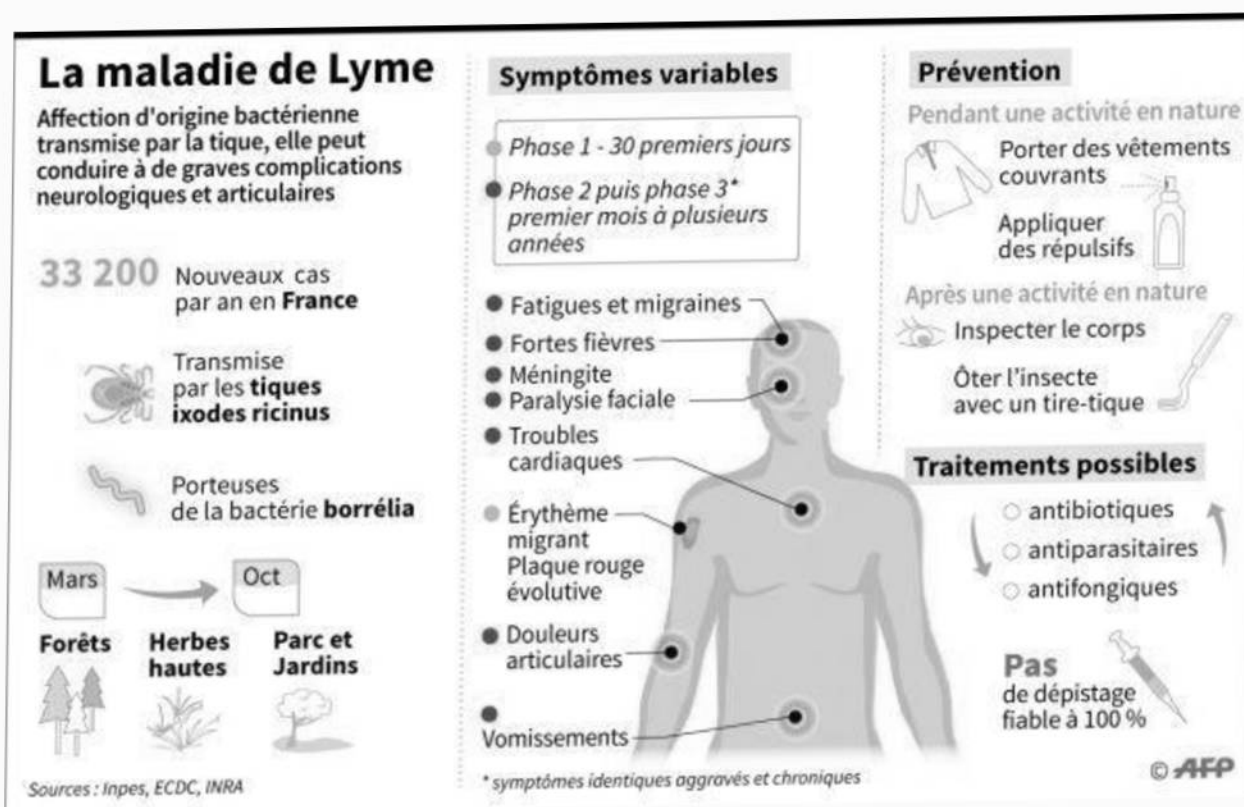 La maladie de Lyme
Affection d'origine bactérienne
transmise par la tique, elle peut
conduire à de graves complications
neurologiques et articulaires
33 200 Nouveaux cas
par an en France
Transmise
par les tiques
ixodes ricinus
Porteuses
de la bactérie borrélia
Mars
Oct
Forêts
Herbes
hautes
Parc et
Jardins
Sources : Inpes, ECDC, INRA
Symptômes variables
Phase 1 - 30 premiers jours
Phase 2 puis phase 3*
premier mois à plusieurs
années
Fatigues et migraines
Fortes fièvres
Méningite
Paralysie faciale
Troubles
cardiaques
Érythème
migrant
Plaque rouge
évolutive
Douleurs
articulaires
Vomissements
* symptômes identiques aggravés et chroniques
Prévention
Pendant une activité en nature
Porter des vêtements
couvrants
Appliquer
des répulsifs
Après une activité en nature
Inspecter le corps
Ôter l'insecte
avec un tire-tique
Traitements possibles
antibiotiques
antiparasitaires
antifongiques
Pas
de dépistage
fiable à 100 %
© AFP